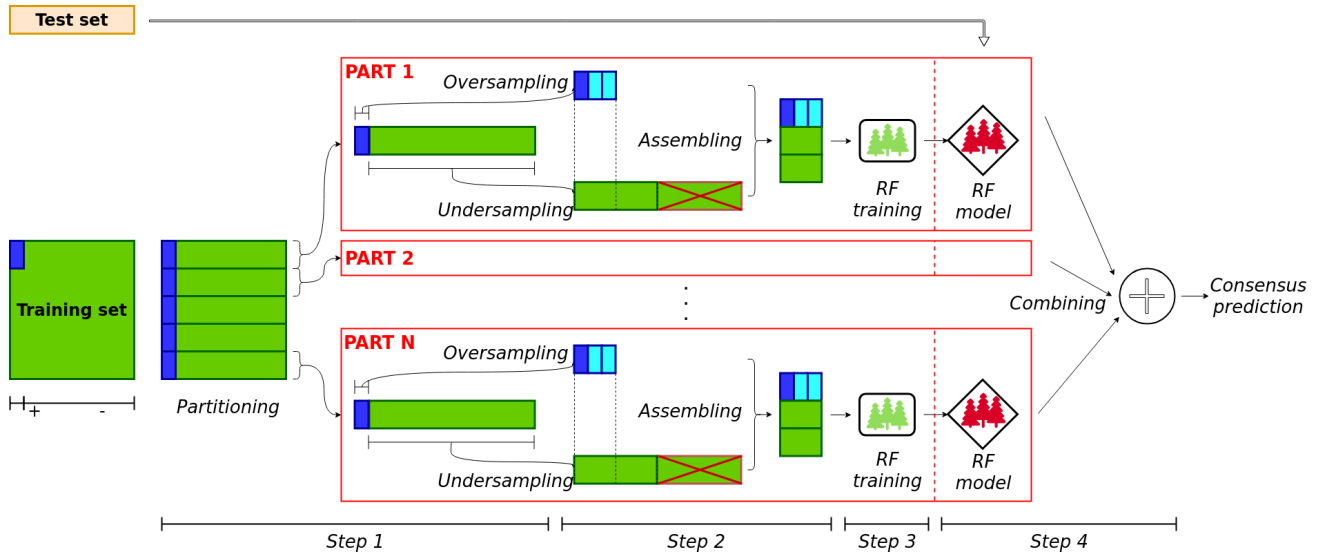 Test set
PART 1
Oversampling
Assembling
Undersampling
RF
training
RF
model
Training set
+ -
Partitioning
PART 2
Combining
Consensus
prediction
PART N
Oversampling
Assembling
Undersampling
RF
training
RF
model
Step 1
Step 2
Step 3
Step 4